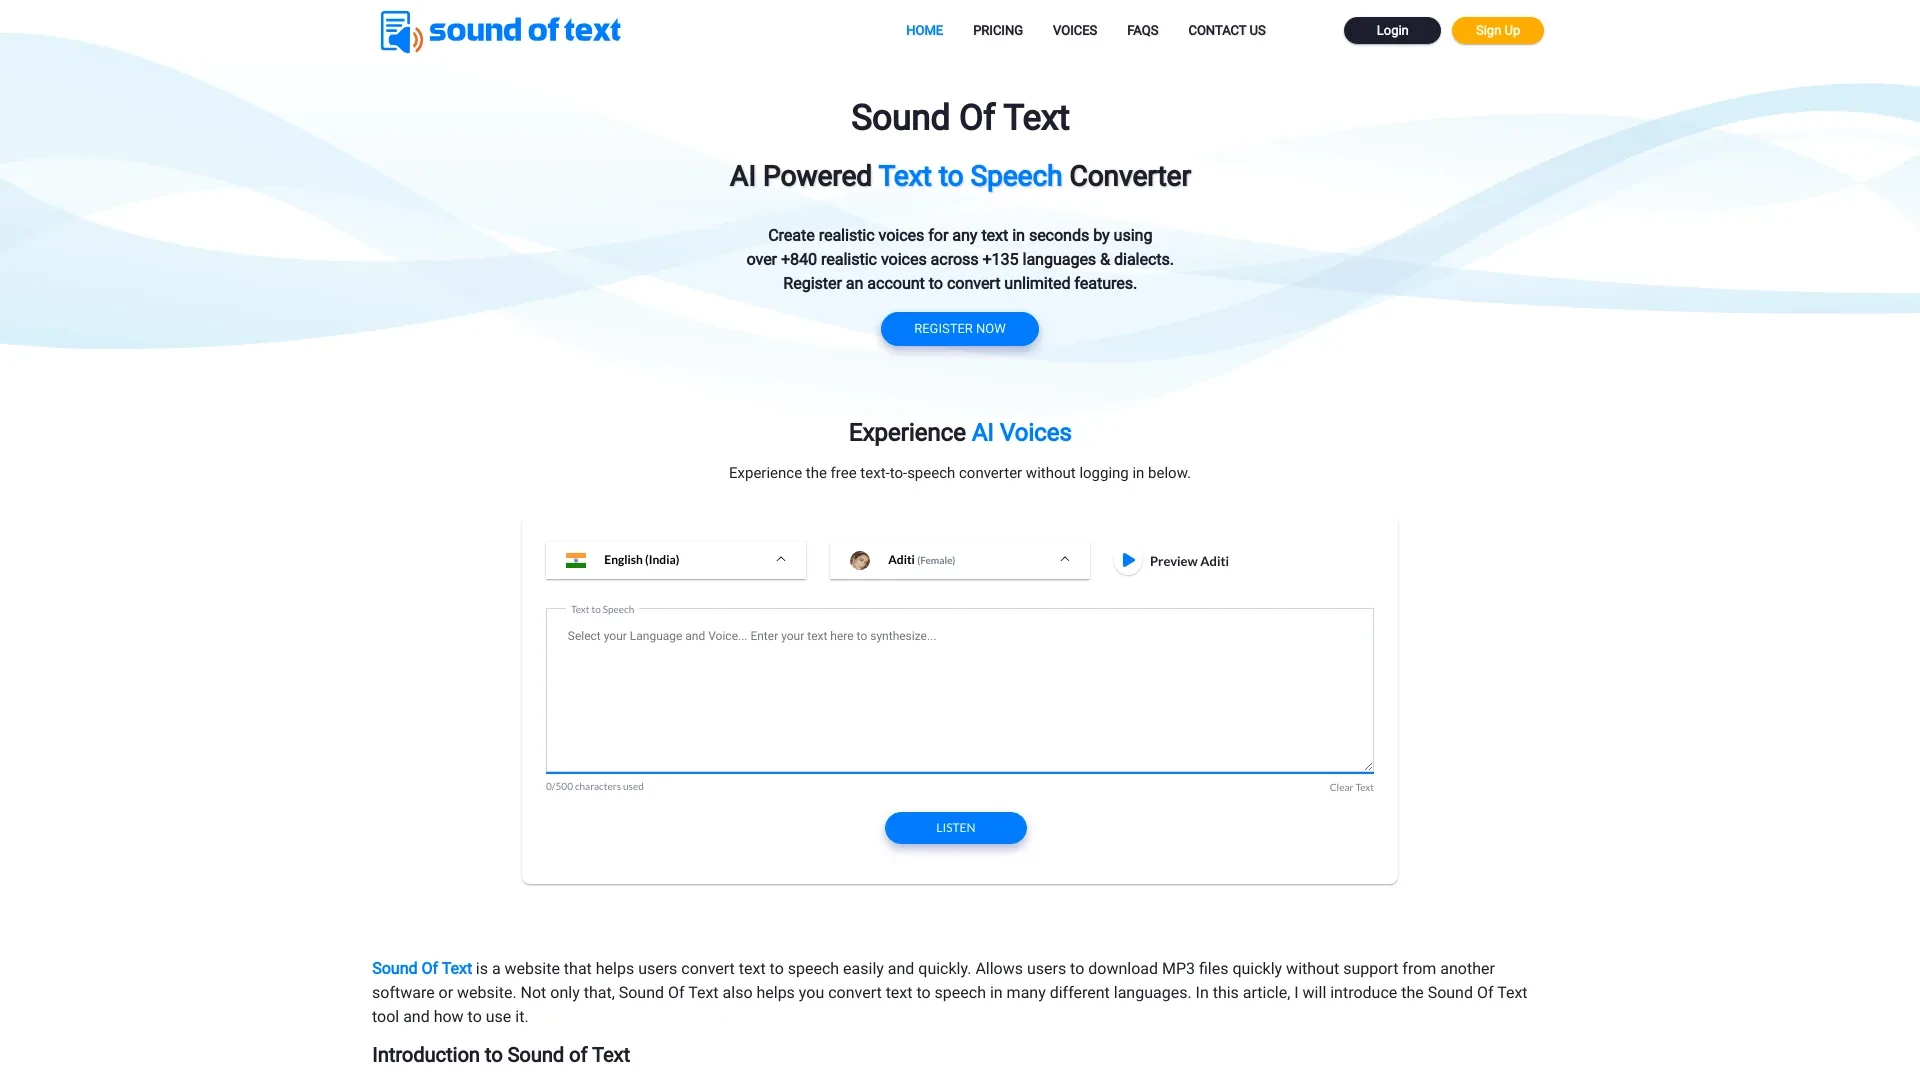 sound of text
HOME PRICING VOICES FAQS CONTACT US Login Sign Up
Sound Of Text
AI Powered Text to Speech Converter
Create realistic voices for any text in seconds by using
over +840 realistic voices across +135 languages & dialects.
Register an account to convert unlimited features.
REGISTER NOW
Experience AI Voices
Experience the free text-to-speech converter without logging in below.
English (India) Aditi (Female) Preview Aditi
Text to Speech
Select your Language and Voice... Enter your text here to synthesize...
0/500 characters used Clear Text
LISTEN
Sound Of Text is a website that helps users convert text to speech easily and quickly. Allows users to download MP3 files quickly without support from another
software or website. Not only that, Sound Of Text also helps you convert text to speech in many different languages. In this article, I will introduce the Sound Of Text
tool and how to use it.
Introduction to Sound of Text